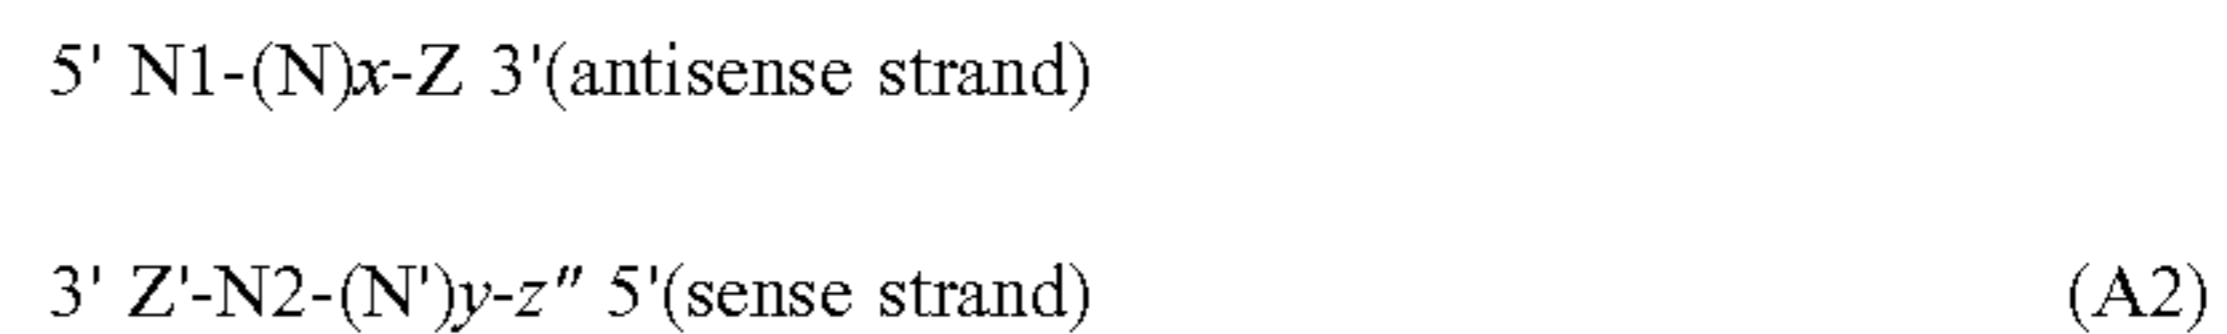 5' N1-(N)x-Z 3'(antisense strand)
3' Z'-N2-(N')y-z" 5'(sense strand) (A2)